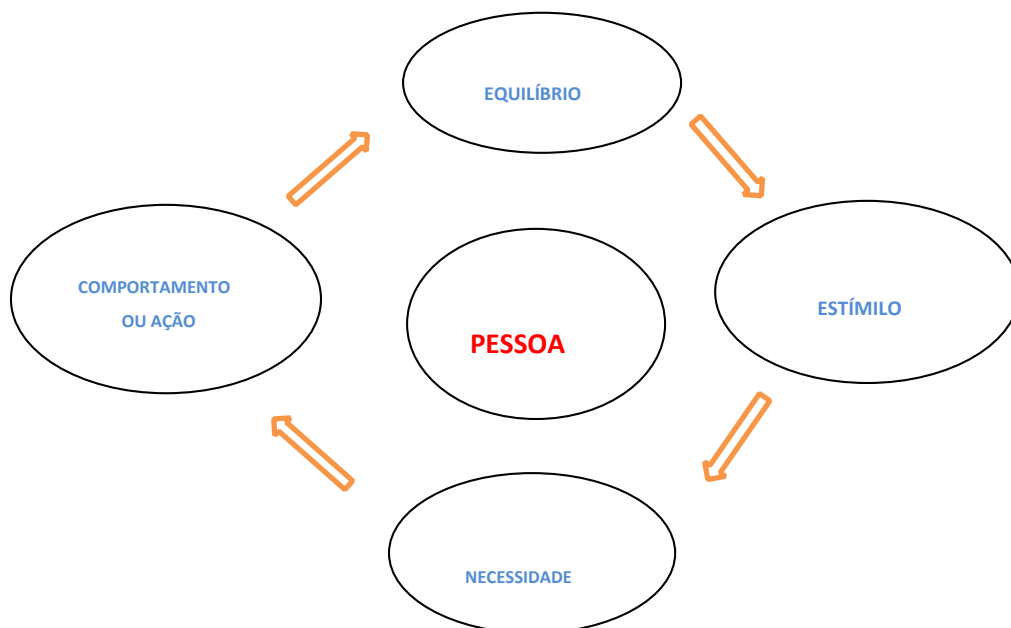 EQUILÍBRIO
COMPORTAMENTO
OU AÇÃO
ESTÍMILO
PESSOA
NECESSIDADE